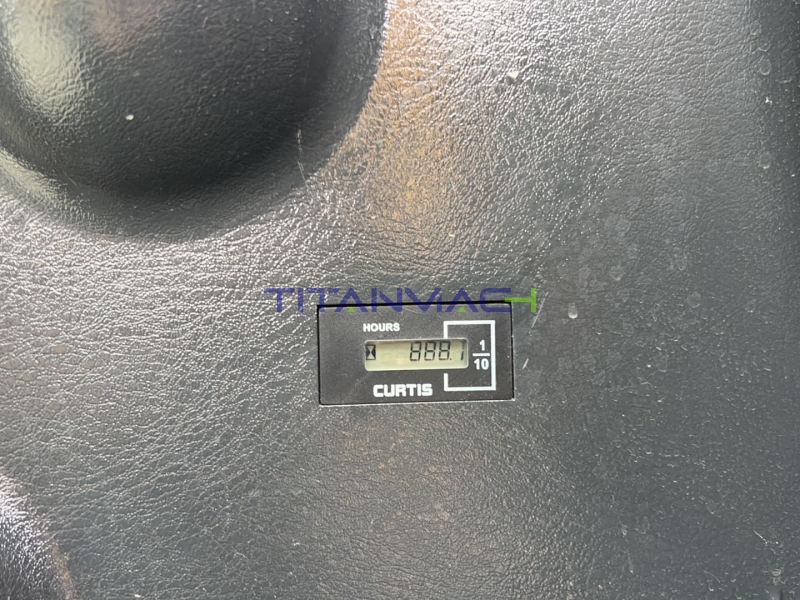 TITANMACH
HOURS
888.1
1
10
CURTIS